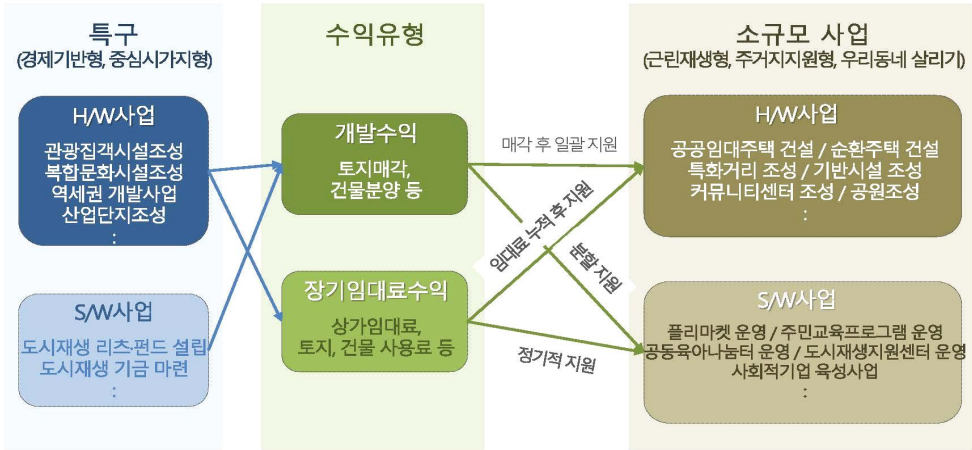 특구
(경제기반형, 중심시가지형)
H/W사업
관광집객시설조성
복합문화시설조성
역세권 개발사업
산업단지조성
:
S/W사업
도시재생 리츠·펀드 설립
도시재생 기금 마련
:
수익유형
개발수익
토지매각,
건물분양 등
장기임대료수익
상가임대료,
토지, 건물 사용료 등
매각 후 일괄 지원
임대료 누적 후 지원
분할 지원
정기적 지원
소규모 사업
(근린재생형, 주거지지원형, 우리동네 살리기)
H/W사업
공공임대주택 건설 / 순환주택 건설
특화거리 조성 / 기반시설 조성
커뮤니티센터 조성 / 공원조성
:
S/W사업
플리마켓 운영 / 주민교육프로그램 운영
공동육아나눔터 운영 / 도시재생지원센터 운영
사회적기업 육성사업
: